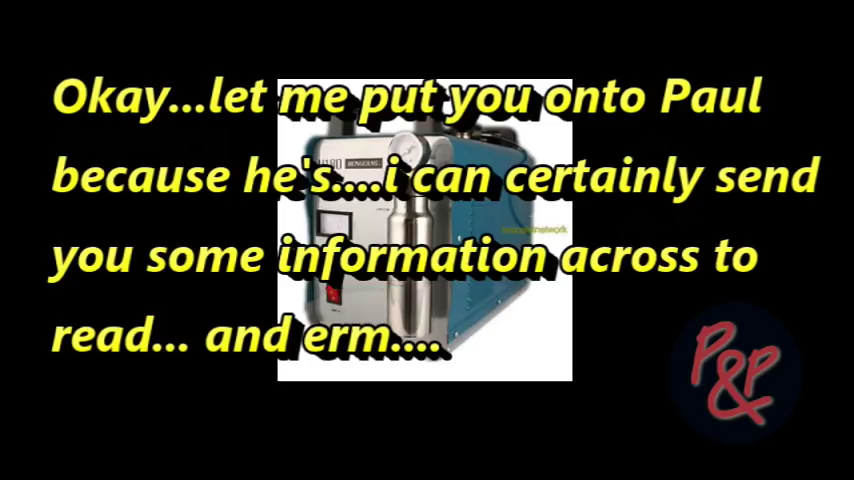 Okay...let me put you onto Paul
because he's....i can certainly send
you some information across to
read... and erm....
P&P